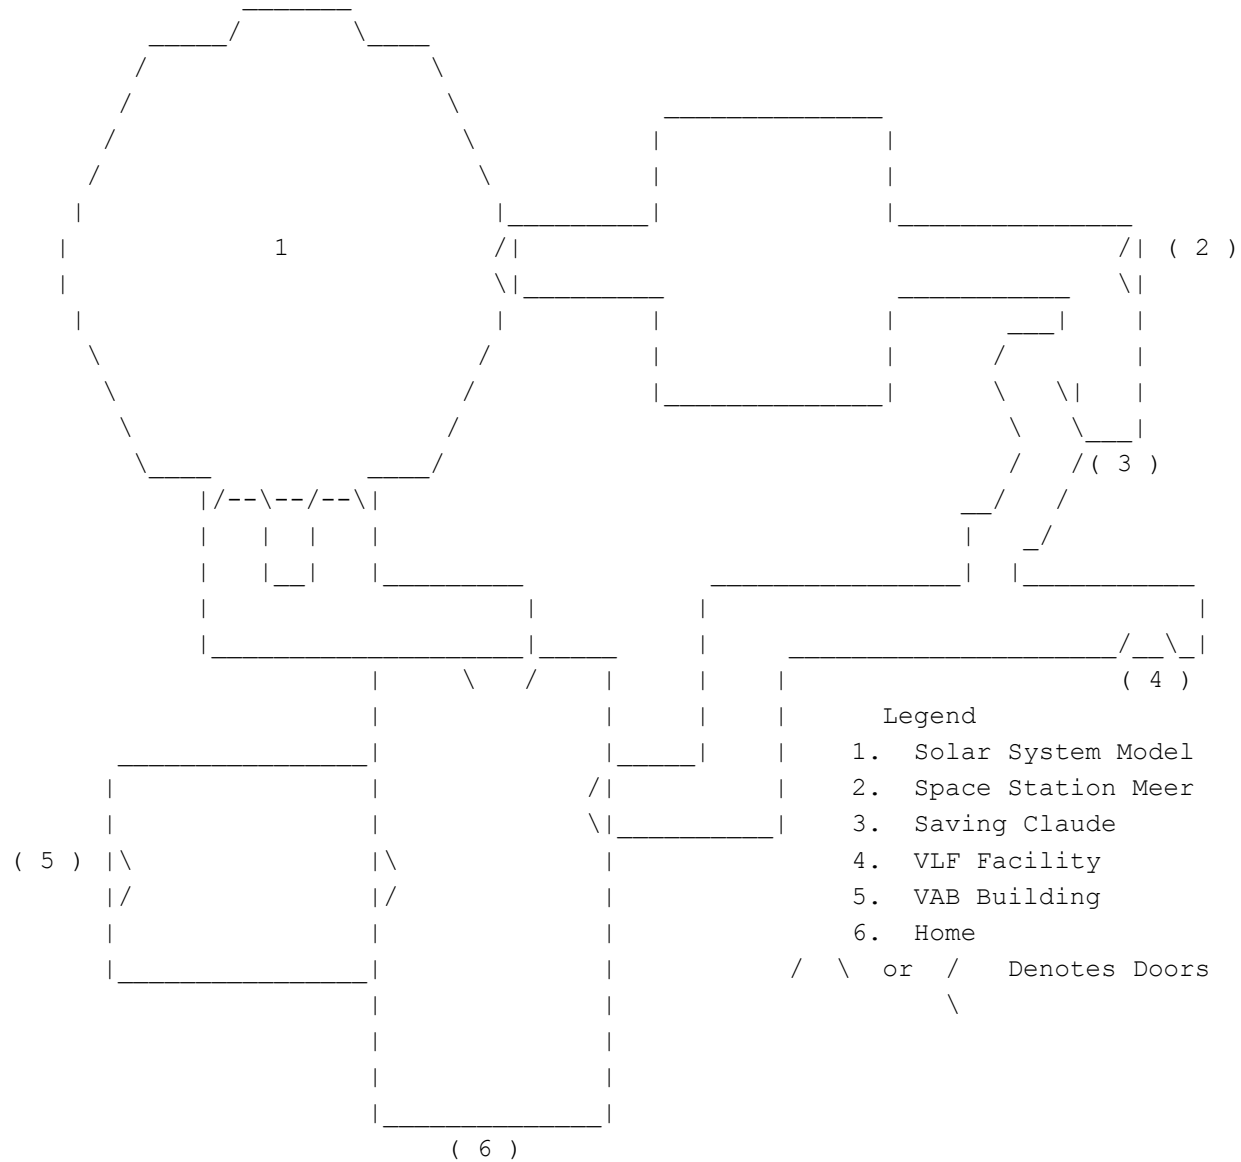 1
( 2 )
( 3 )
( 4 )
Legend
1. Solar System Model
2. Space Station Meer
3. Saving Claude
4. VLF Facility
( 5 )
5. VAB Building
6. Home
/ \ or / Denotes Doors
\
( 6 )